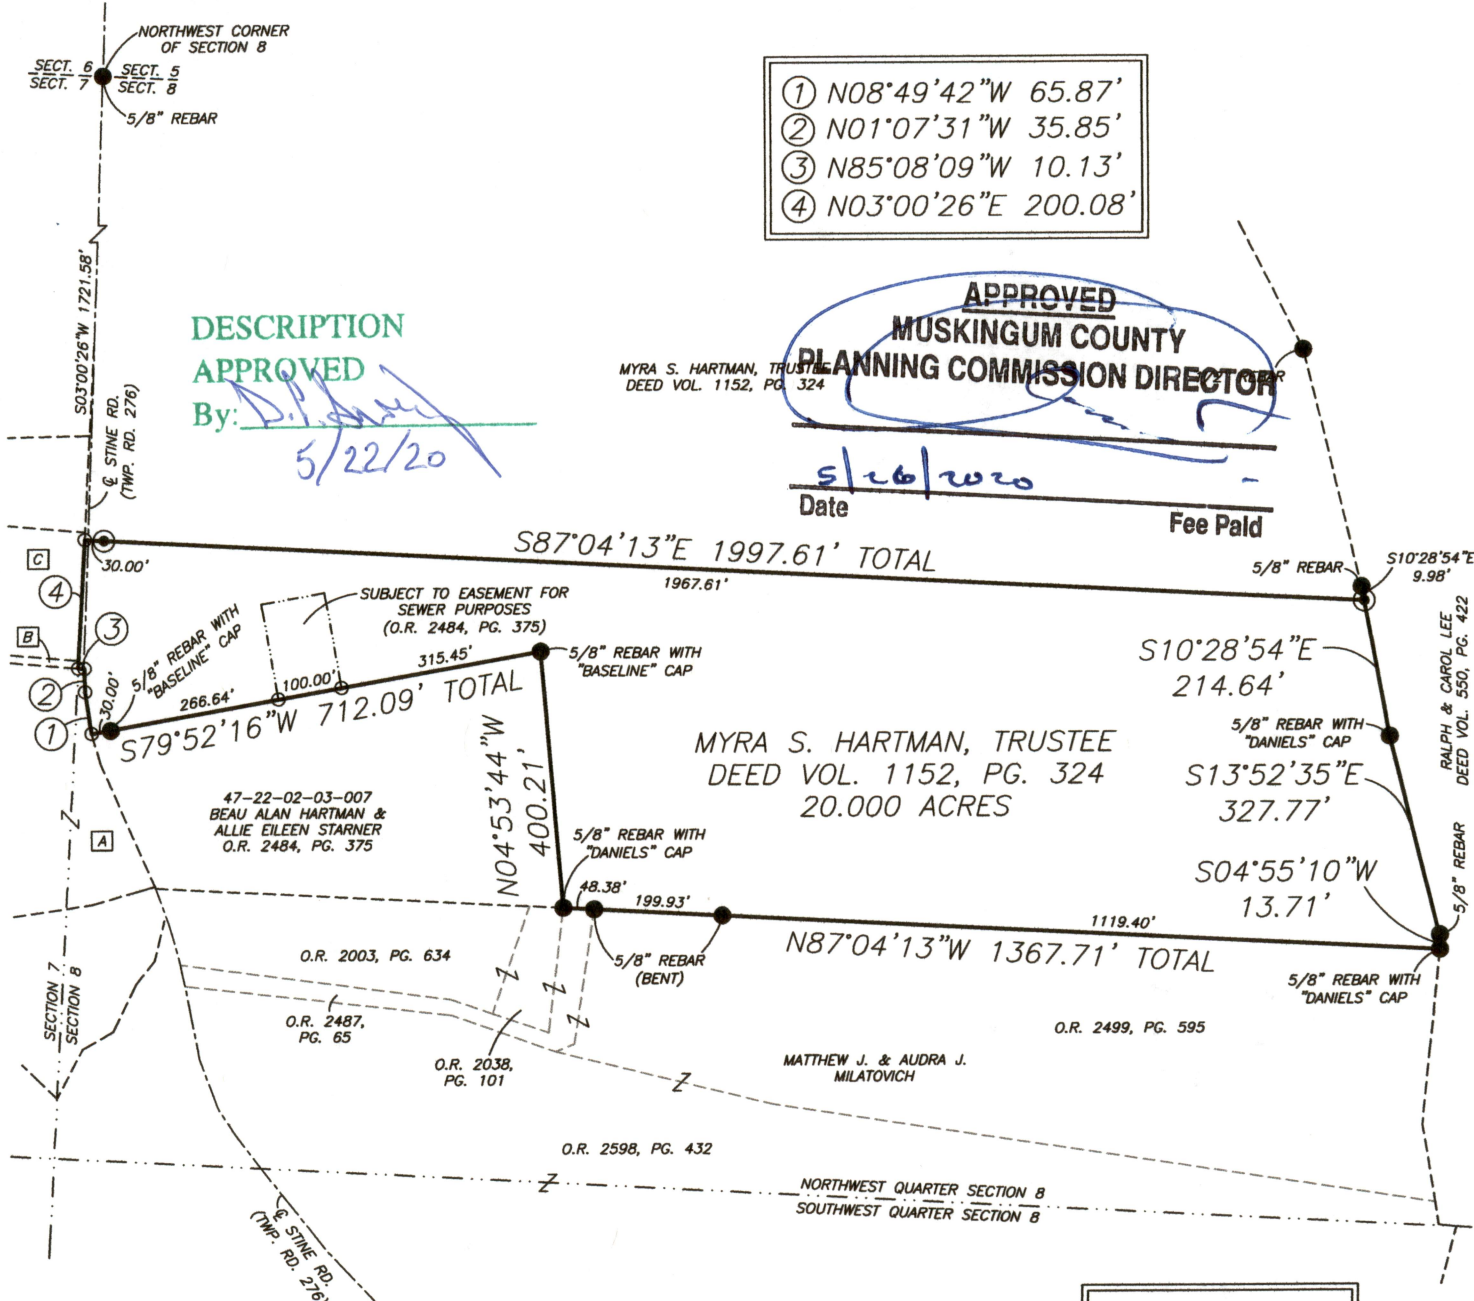 NORTHWEST CORNER
OF SECTION 8
SECT. 6
SECT. 5
SECT. 7
SECT. 8
5/8" REBAR
① N08°49'42"W 65.87'
② N01°07'31"W 35.85'
③ N85°08'09"W 10.13'
④ N03°00'26"E 200.08'
S03°00'26"W 1721.58'
℄ STINE RD.
(TWP. RD. 276)
DESCRIPTION
APPROVED
By:
5/22/20
MYRA S. HARTMAN, TRUSTEE
DEED VOL. 1152, PG. 324
APPROVED
MUSKINGUM COUNTY
PLANNING COMMISSION DIRECTOR
REBAR
5/26/2020 -
Date
Fee Paid
S87°04'13"E 1997.61' TOTAL
1967.61'
30.00'
5/8" REBAR
S10°28'54"E
9.98'
C
4
B
3
2
1
30.00'
5/8" REBAR WITH
"BASELINE" CAP
SUBJECT TO EASEMENT FOR
SEWER PURPOSES
(O.R. 2484, PG. 375)
266.64'
100.00'
315.45'
S79°52'16"W 712.09' TOTAL
5/8" REBAR WITH
"BASELINE" CAP
S10°28'54"E
214.64'
RALPH & CAROL LEE
DEED VOL. 550, PG. 422
5/8" REBAR WITH
"DANIELS" CAP
S13°52'35"E
327.77'
MYRA S. HARTMAN, TRUSTEE
DEED VOL. 1152, PG. 324
20.000 ACRES
N04°53'44"W
400.21'
47-22-02-03-007
BEAU ALAN HARTMAN &
ALLIE EILEEN STARNER
O.R. 2484, PG. 375
A
5/8" REBAR WITH
"DANIELS" CAP
S04°55'10"W
13.71'
5/8" REBAR
48.38'
199.93'
1119.40'
N87°04'13"W 1367.71' TOTAL
5/8" REBAR
(BENT)
5/8" REBAR WITH
"DANIELS" CAP
O.R. 2003, PG. 634
SECTION 7
SECTION 8
O.R. 2487,
PG. 65
O.R. 2038,
PG. 101
O.R. 2499, PG. 595
MATTHEW J. & AUDRA J.
MILATOVICH
O.R. 2598, PG. 432
NORTHWEST QUARTER SECTION 8
SOUTHWEST QUARTER SECTION 8
℄ STINE RD.
(TWP. RD. 276)